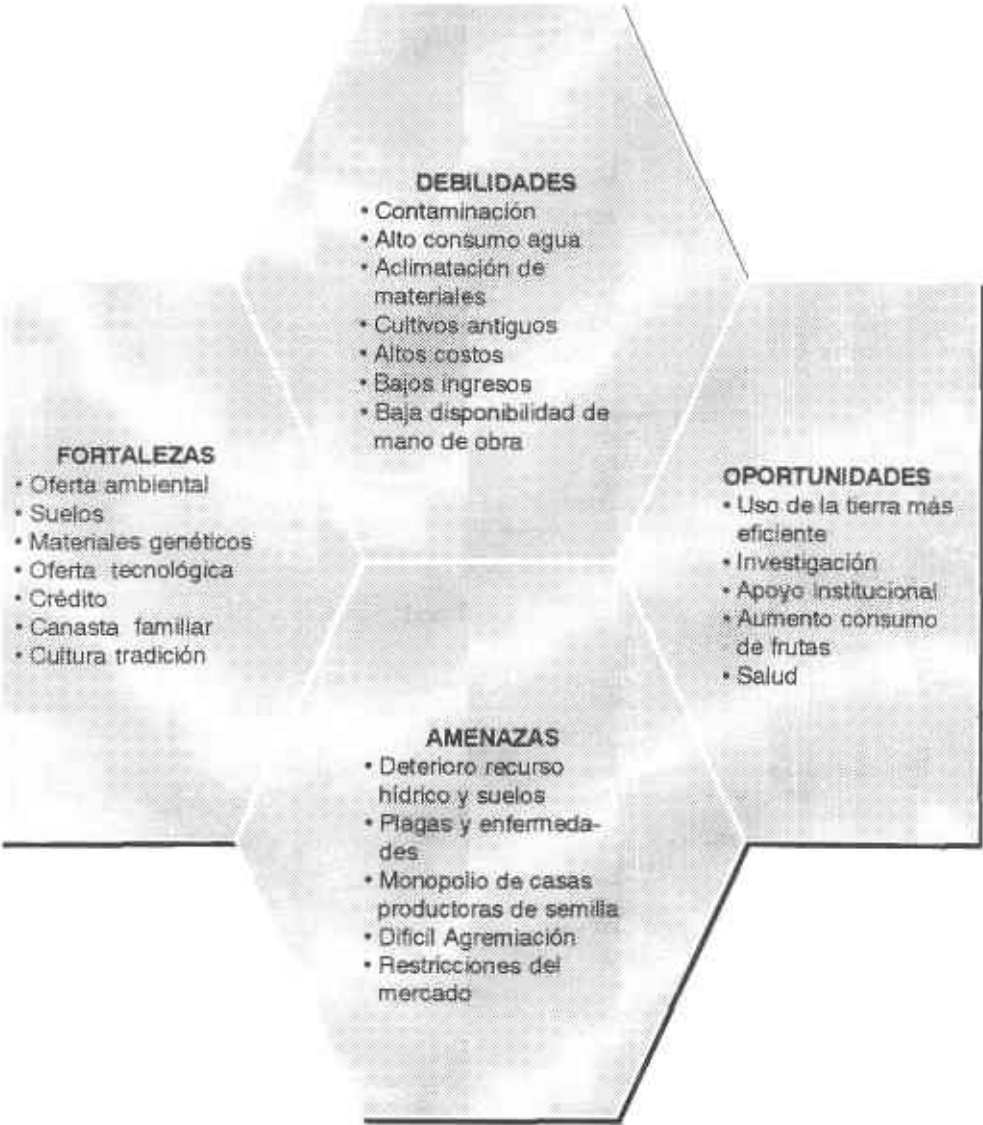 DEBILIDADES
• Contaminación
• Alto consumo agua
• Aclimatación de
materiales
• Cultivos antiguos
• Altos costos
• Bajos ingresos
• Baja disponibilidad de
mano de obra
FORTALEZAS
• Oferta ambiental
• Suelos
• Materiales genéticos
• Oferta tecnológica
• Crédito
• Canasta familiar
• Cultura tradición
OPORTUNIDADES
• Uso de la tierra más
eficiente
• Investigación
• Apoyo institucional
• Aumento consumo
de frutas
• Salud
AMENAZAS
• Deterioro recurso
hídrico y suelos
• Plagas y enfermeda-
des
• Monopolio de casas
productoras de semilla
• Dificil Agremiación
• Restricciones del
mercado